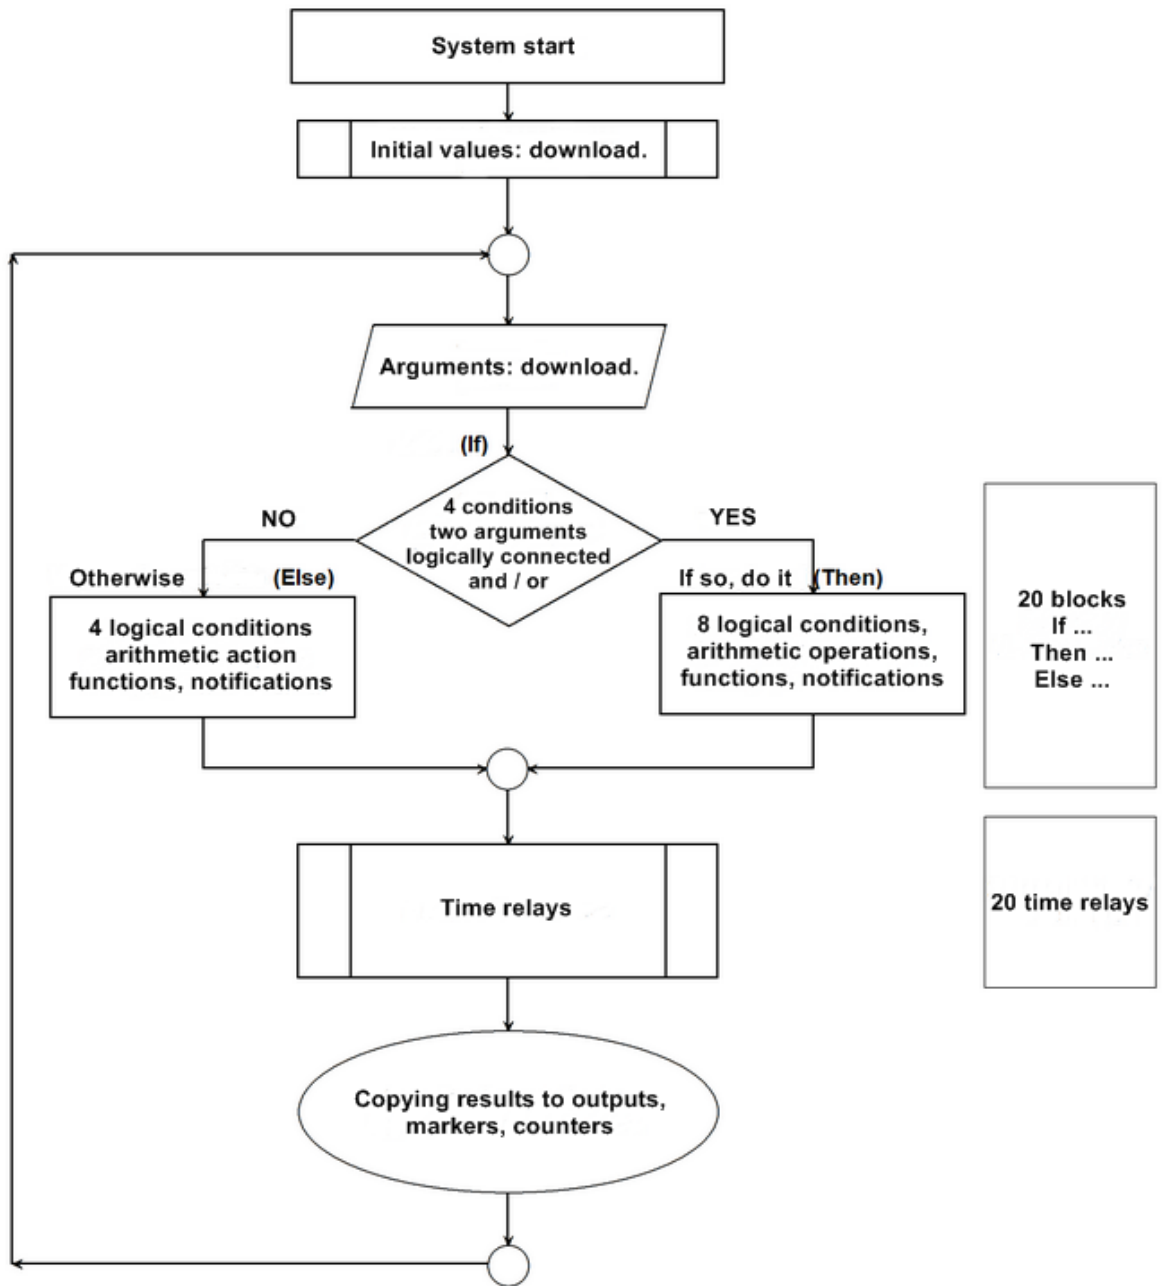 System start
Initial values: download.
Arguments: download.
(If)
4 conditions
two arguments
logically connected
and / or
NO
YES
Otherwise
(Else)
If so, do it
(Then)
4 logical conditions
arithmetic action
functions, notifications
8 logical conditions,
arithmetic operations,
functions, notifications
20 blocks
If ...
Then ...
Else ...
Time relays
20 time relays
Copying results to outputs,
markers, counters